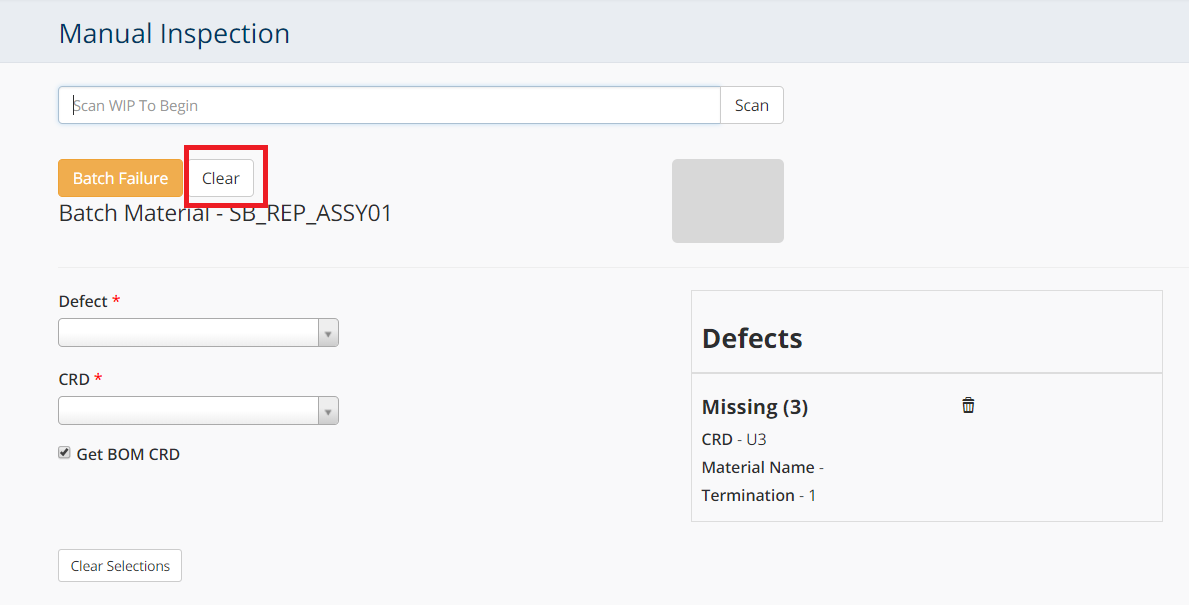 Manual Inspection
Scan WIP To Begin
Scan
Batch Failure
Clear
Batch Material - SB_REP_ASSY01
Defect *
CRD *
Get BOM CRD
Clear Selections
Defects
Missing (3)
CRD - U3
Material Name -
Termination - 1